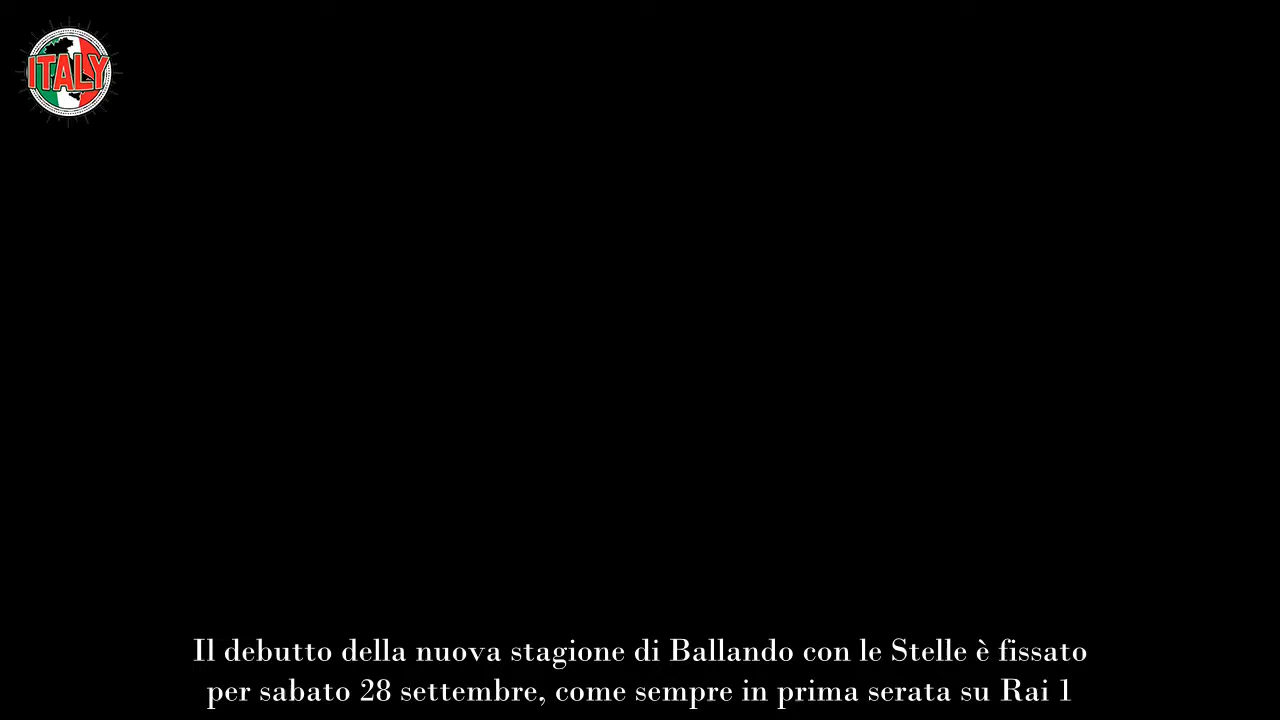 ITALY
Il debutto della nuova stagione di Ballando con le Stelle è fissato
per sabato 28 settembre, come sempre in prima serata su Rai 1